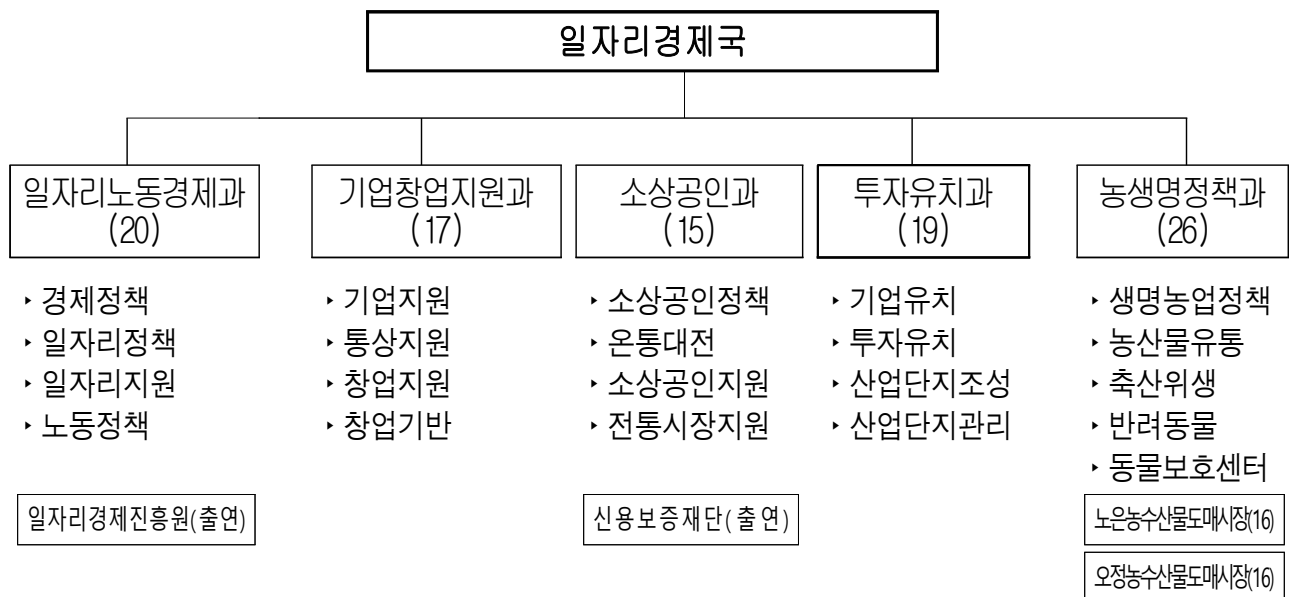 일자리경제국
일자리노동경제과
(20)
‣ 경제정책
‣ 일자리정책
‣ 일자리지원
‣ 노동정책
일자리경제진흥원(출연)
기업창업지원과
(17)
‣ 기업지원
‣ 통상지원
‣ 창업지원
‣ 창업기반
소상공인과
(15)
‣ 소상공인정책
‣ 온통대전
‣ 소상공인지원
‣ 전통시장지원
신용보증재단(출연)
투자유치과
(19)
‣ 기업유치
‣ 투자유치
‣ 산업단지조성
‣ 산업단지관리
농생명정책과
(26)
‣ 생명농업정책
‣ 농산물유통
‣ 축산위생
‣ 반려동물
‣ 동물보호센터
노은농수산물도매시장(16)
오정농수산물도매시장(16)